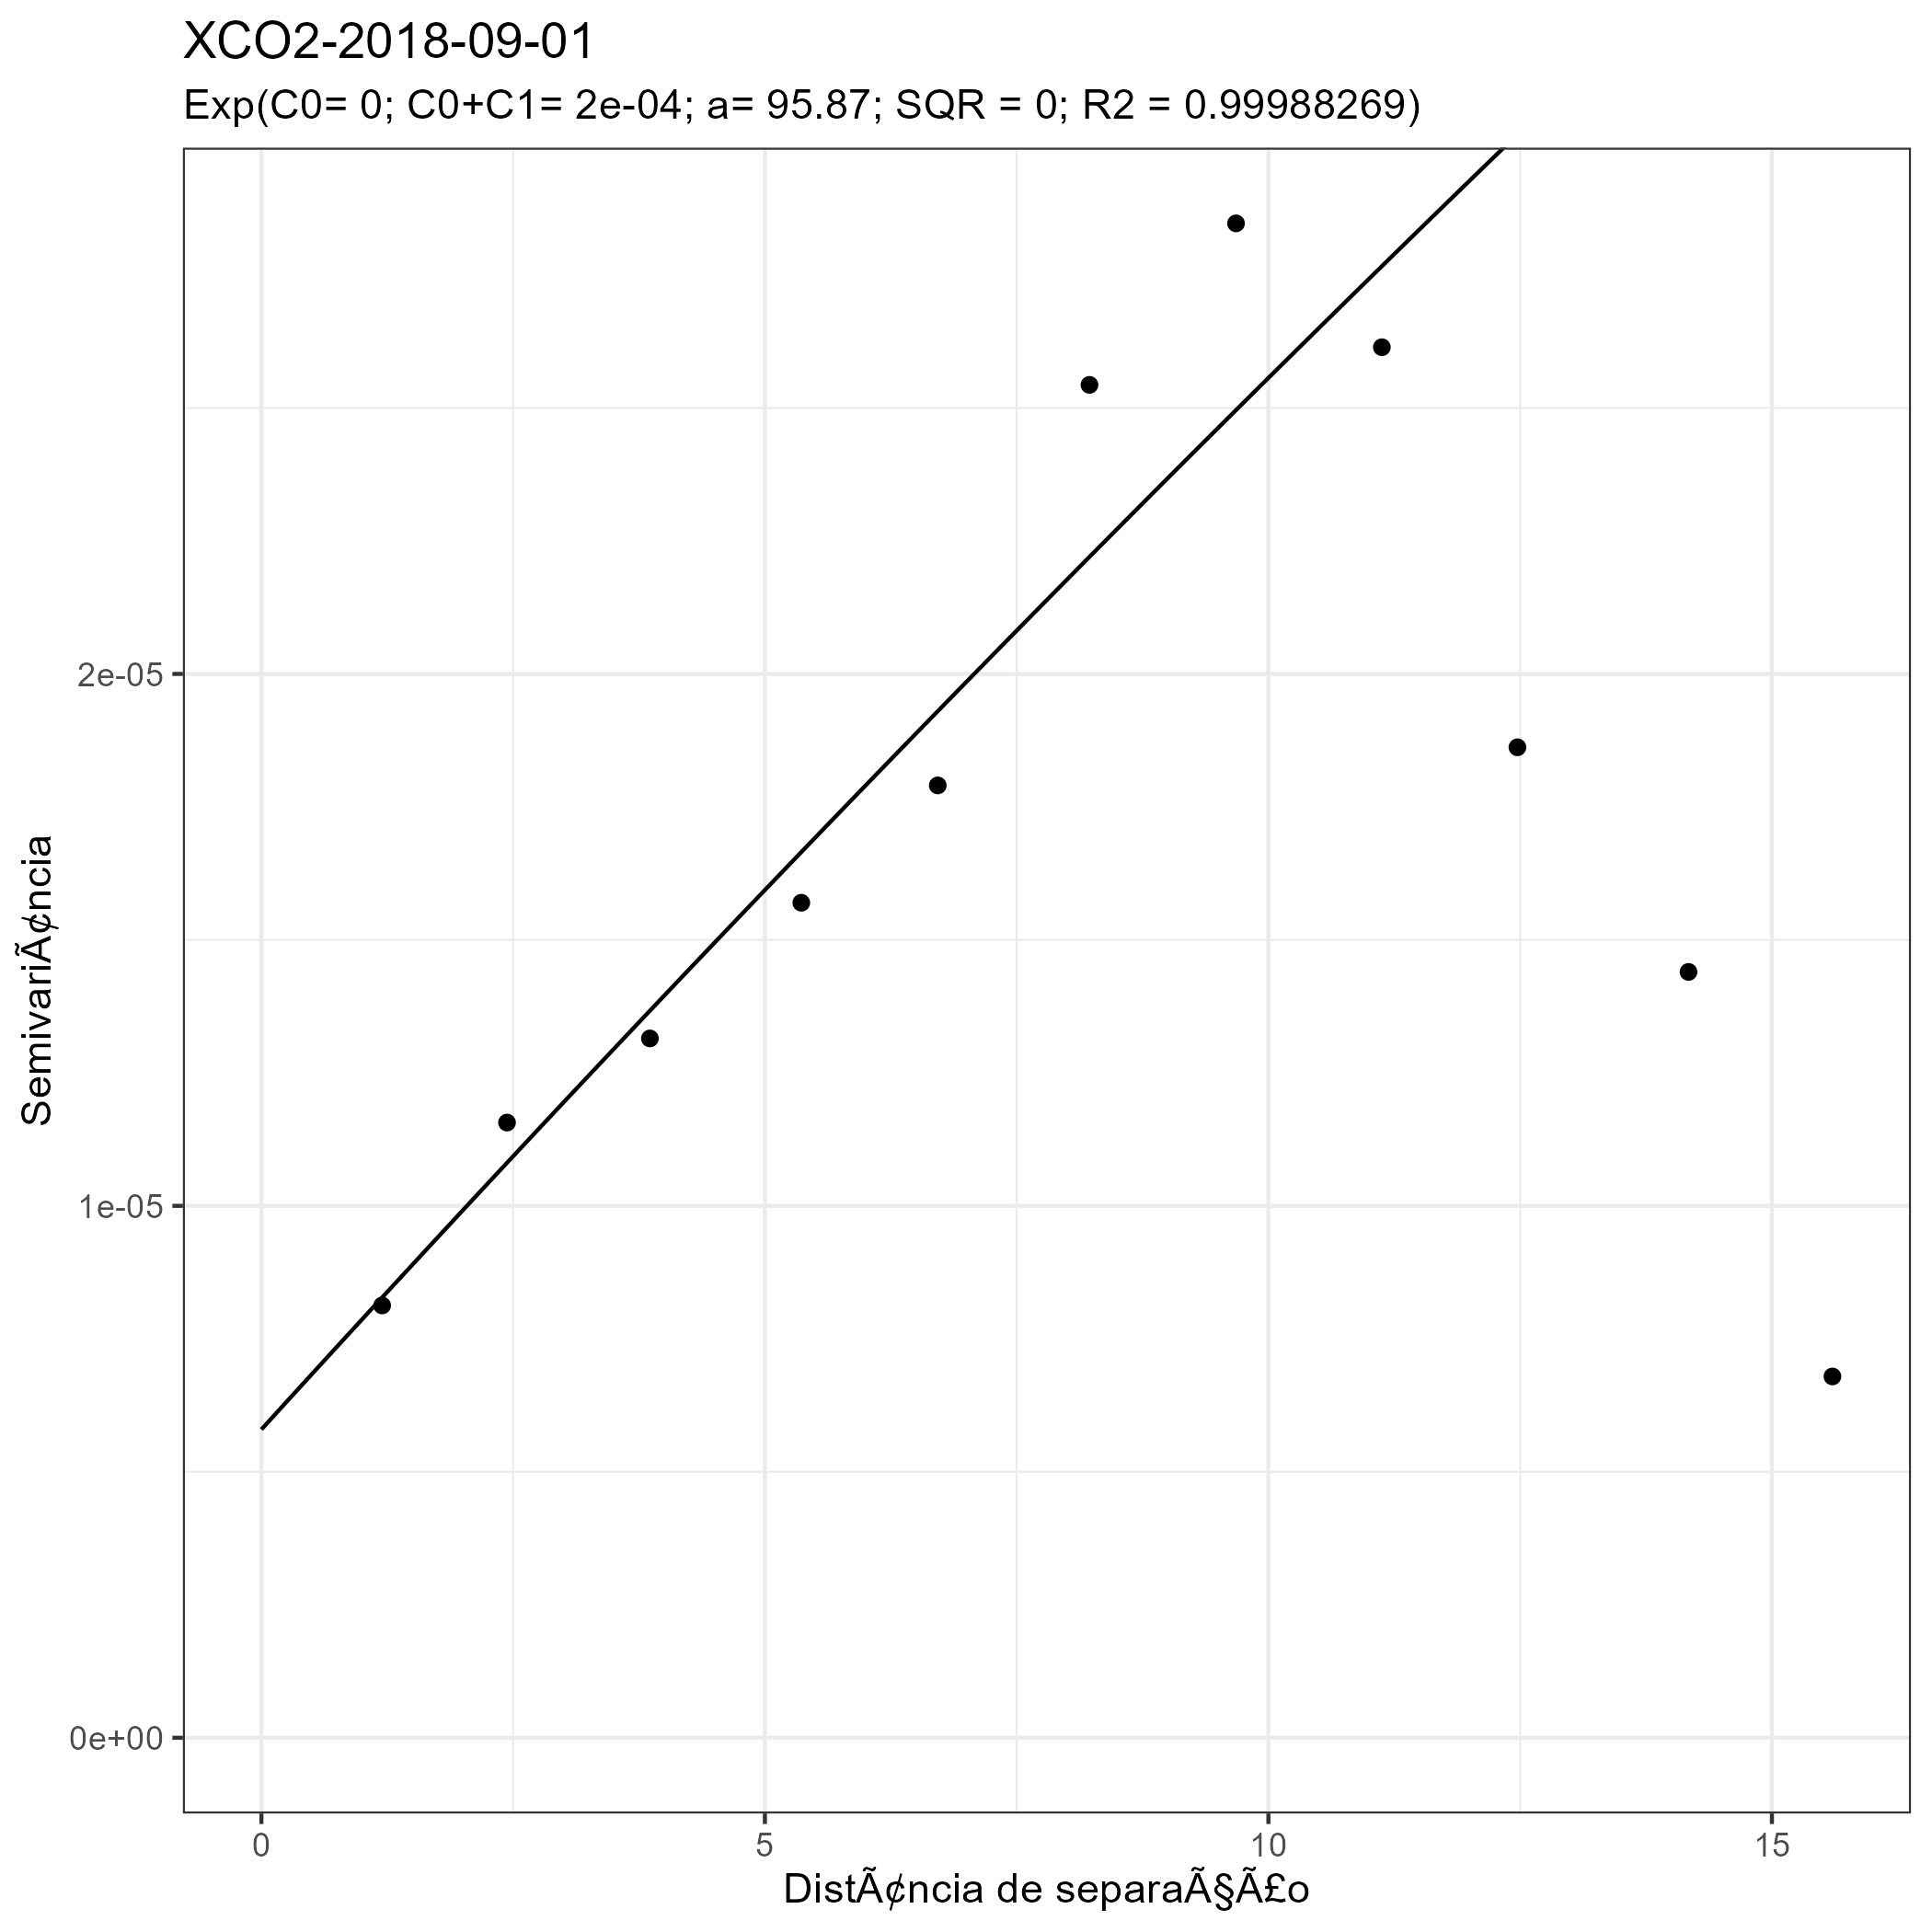 XCO2-2018-09-01
Exp(C0= 0; C0+C1= 2e-04; a= 95.87; SQR = 0; R2 = 0.99988269)
SemivariÃ¢ncia
2e-05
1e-05
0e+00
0
5
10
15
DistÃ¢ncia de separaÃ§Ã£o